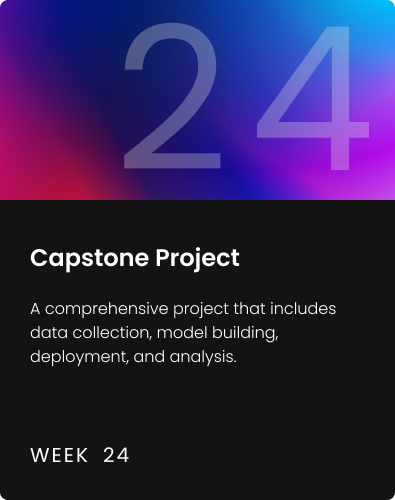 24
Capstone Project
A comprehensive project that includes
data collection, model building,
deployment, and analysis.
WEEK 24